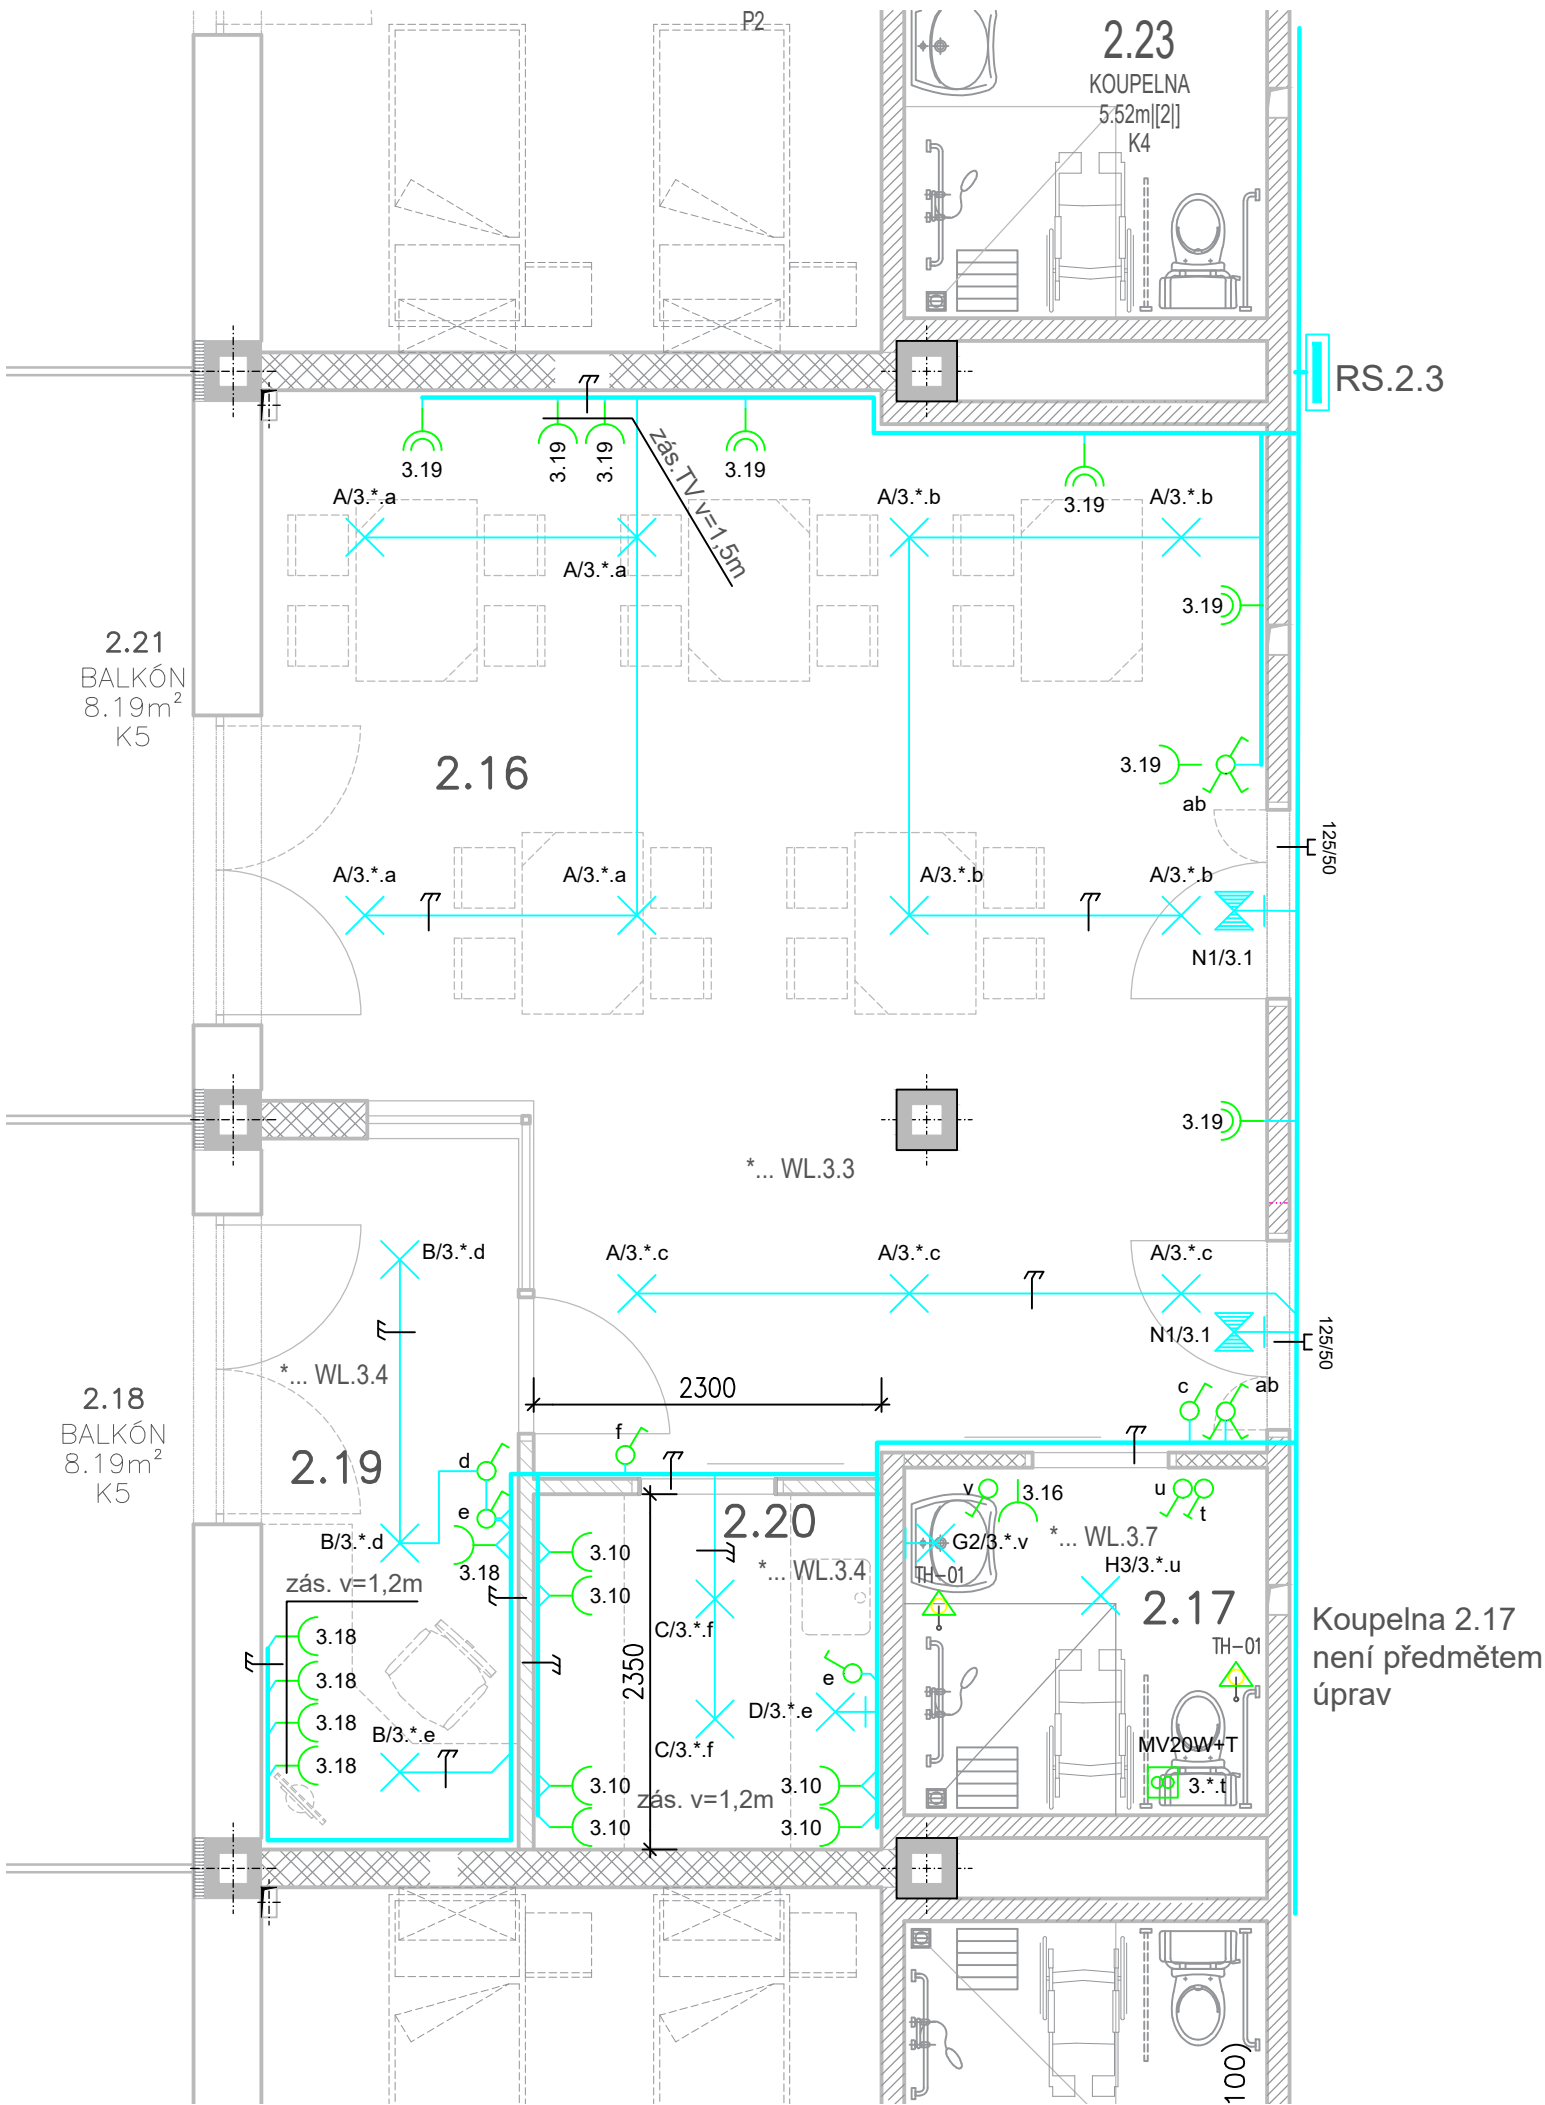 P2
2.23
KOUPELNA
5.52m|[2|]
K4
RS.2.3
3.19
3.19
3.19
3.19
3.19
zás.TV v=1,5m
A/3.*.a
A/3.*.a
A/3.*.b
A/3.*.b
3.19
2.21
BALKÓN
8.19m²
K5
2.16
3.19
ab
125/50
A/3.*.a
A/3.*.a
A/3.*.b
A/3.*.b
N1/3.1
3.19
*... WL.3.3
B/3.*.d
A/3.*.c
A/3.*.c
A/3.*.c
N1/3.1
125/50
*... WL.3.4
2300
c
ab
2.18
BALKÓN
8.19m²
K5
2.19
d
f
e
B/3.*.d
3.18
2.20
*... WL.3.4
3.10
3.10
v
3.16
u
t
*... WL.3.7
G2/3.*.v
H3/3.*.u
TH-01
2.17
TH-01
Koupelna 2.17
není předmětem
úprav
zás. v=1,2m
3.18
3.18
3.18
3.18
B/3.*.e
C/3.*.f
2350
e
D/3.*.e
C/3.*.f
3.10
3.10
zás. v=1,2m
3.10
3.10
MV20W+T
3.*.t
100)